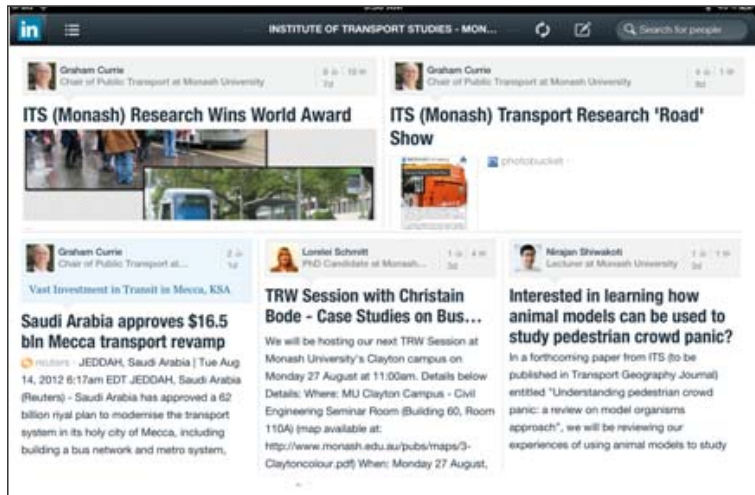 in
INSTITUTE OF TRANSPORT STUDIES - MON...
Search for people
Graham Currie
Chair of Public Transport at Monash University
7d
ITS (Monash) Research Wins World Award
Graham Currie
Chair of Public Transport at Monash University
ITS (Monash) Transport Research 'Road'
Show
photobucket
Graham Currie
Chair of Public Transport at...
Vast Investment in Transit in Mecca, KSA
Saudi Arabia approves $16.5
bln Mecca transport revamp
reuters · JEDDAH, Saudi Arabia | Tue Aug
14, 2012 6:17am EDT JEDDAH, Saudi Arabia
(Reuters) - Saudi Arabia has approved a 62
billion riyal plan to modernise the transport
system in its holy city of Mecca, including
building a bus network and metro system,
Lorelei Schmitt
PhD Candidate at Monash...
TRW Session with Christain
Bode - Case Studies on Bus...
We will be hosting our next TRW Session at
Monash University's Clayton campus on
Monday 27 August at 11:00am. Details below
Details: Where: MU Clayton Campus - Civil
Engineering Seminar Room (Building 60, Room
110A) (map available at:
http://www.monash.edu.au/pubs/maps/3-
Claytoncolour.pdf) When: Monday 27 August,
Nirajan Shiwakoti
Lecturer at Monash University
Interested in learning how
animal models can be used to
study pedestrian crowd panic?
In a forthcoming paper from ITS (to be
published in Transport Geography Journal)
entitled "Understanding pedestrian crowd
panic: a review on model organisms
approach", we will be reviewing our
experiences of using animal models to study